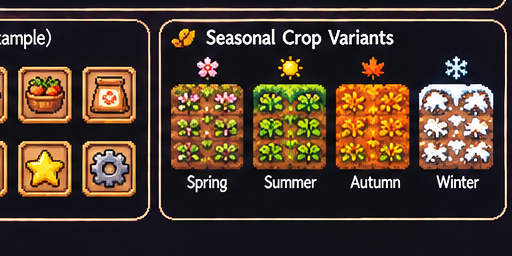 ample)
Seasonal Crop Variants
Spring
Summer
Autumn
Winter